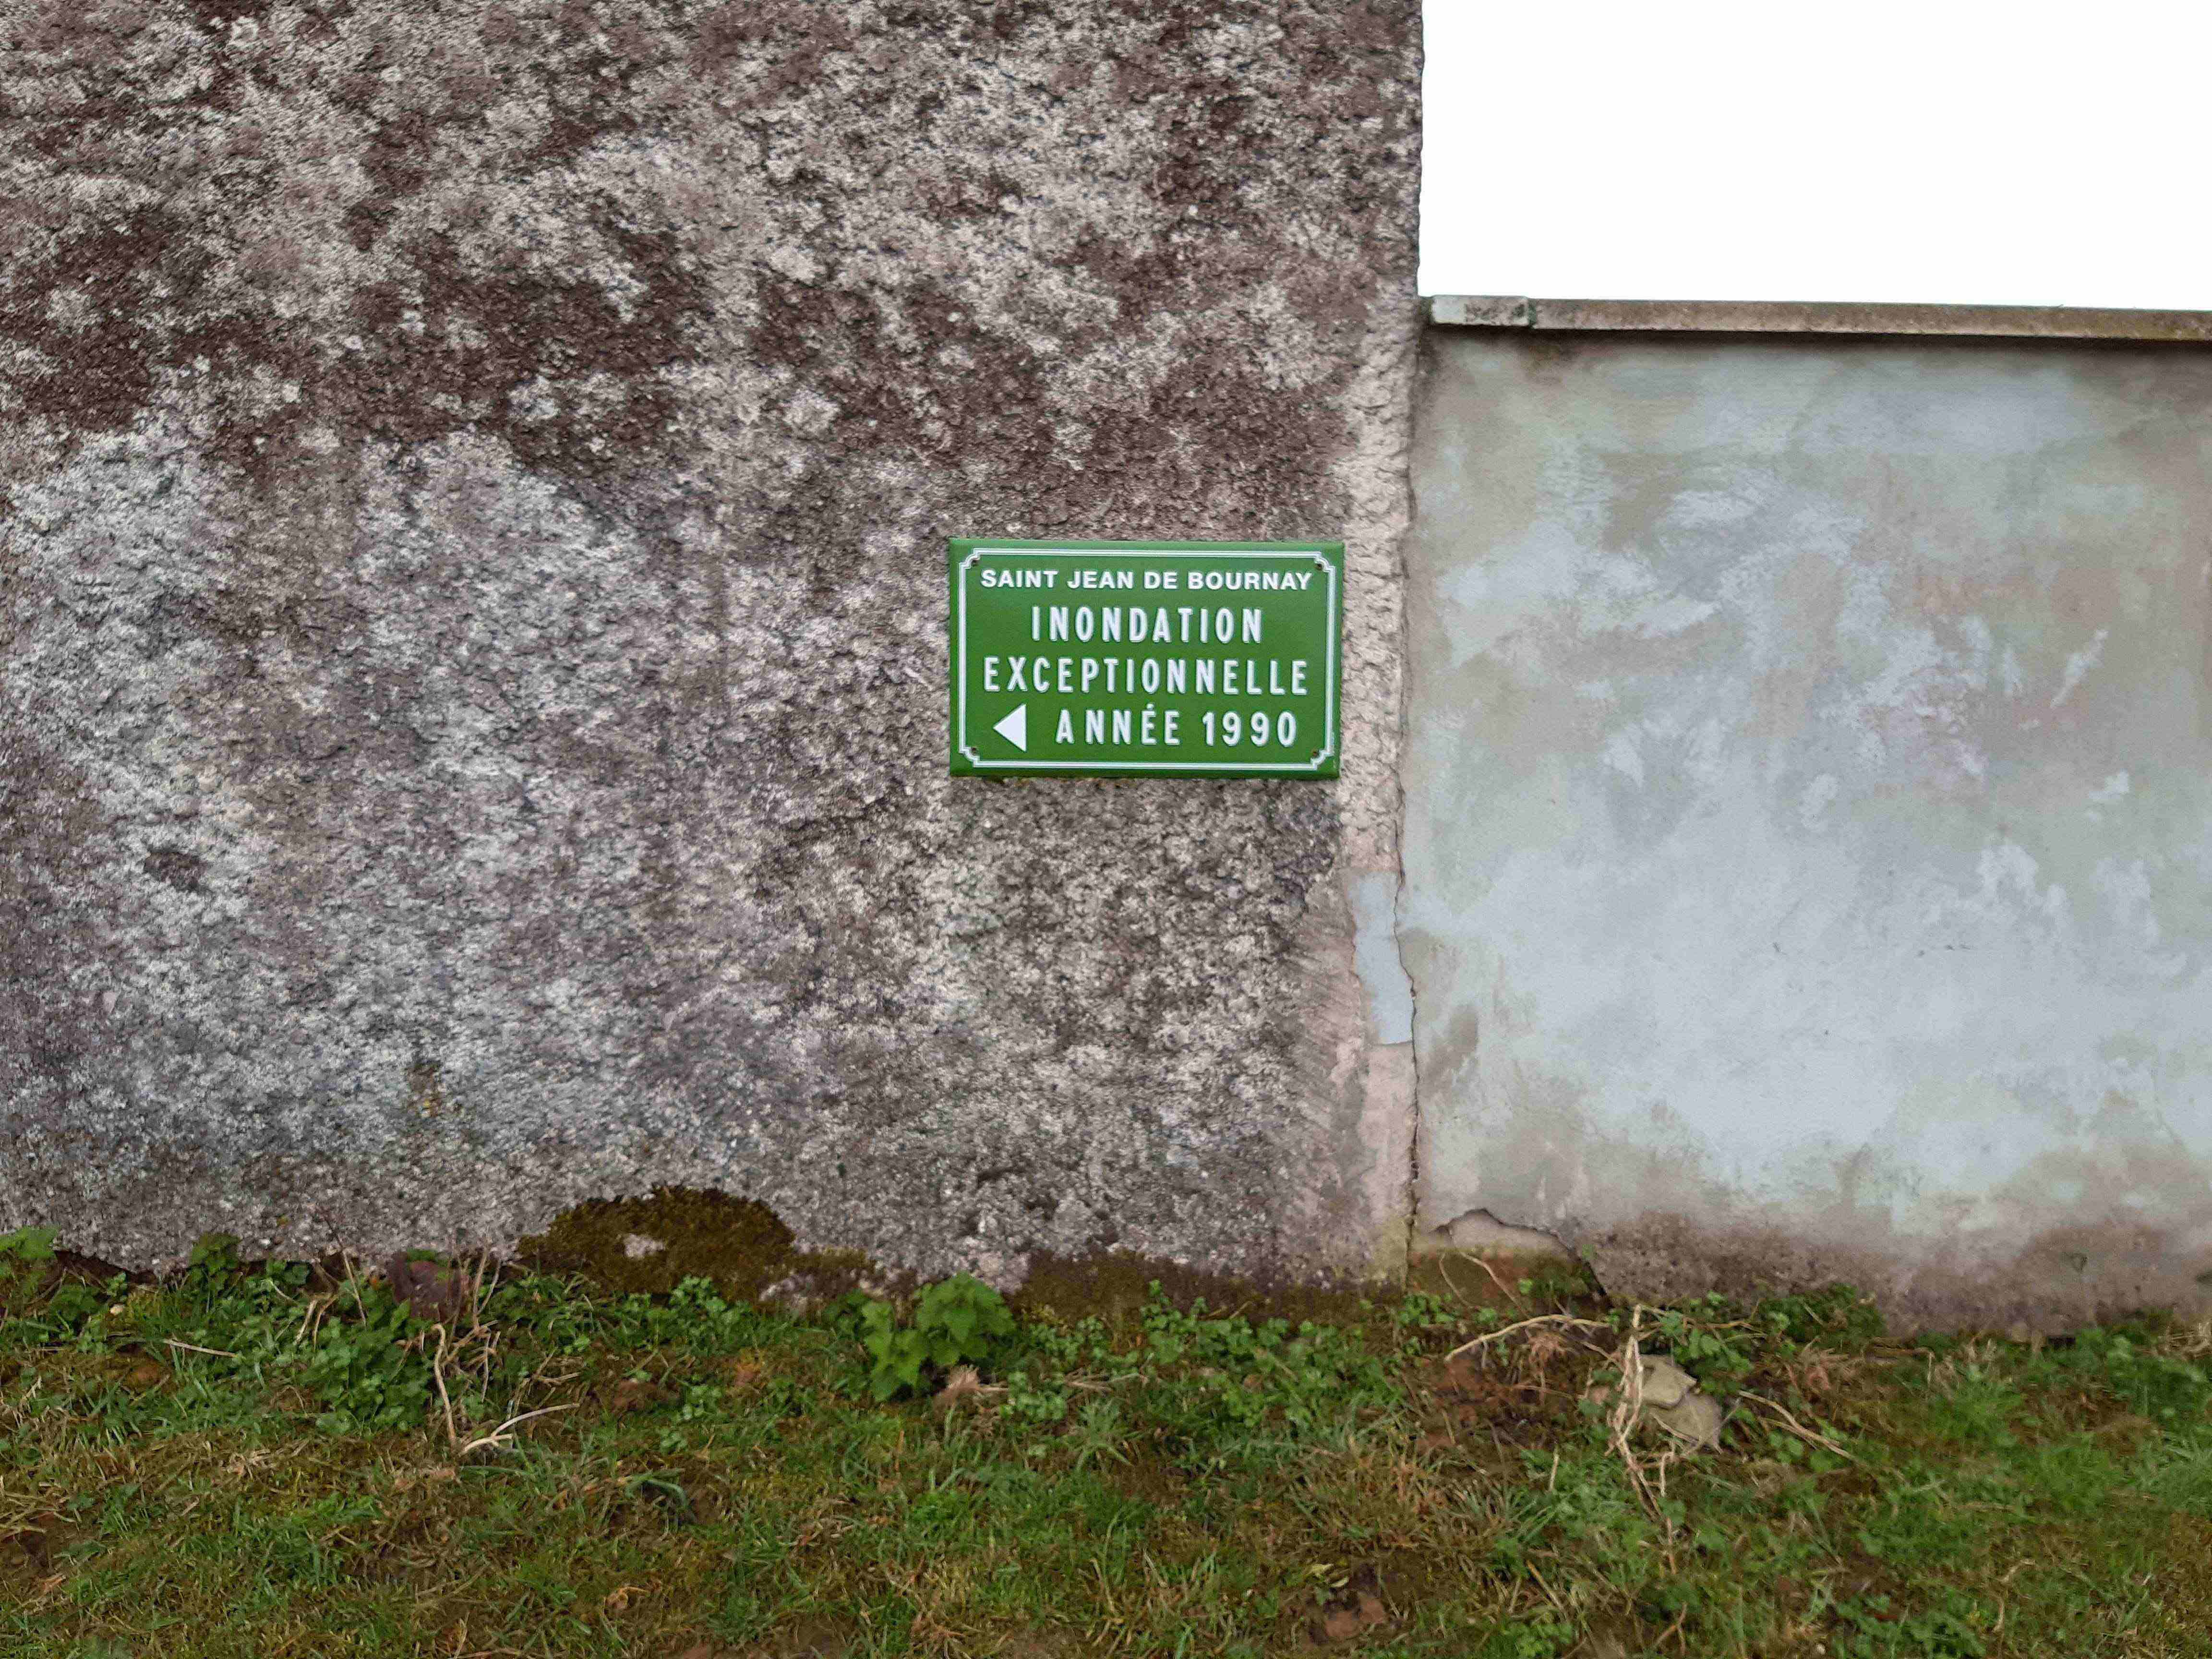 SAINT JEAN DE BOURNAY
INONDATION
EXCEPTIONNELLE
◀ ANNÉE 1990